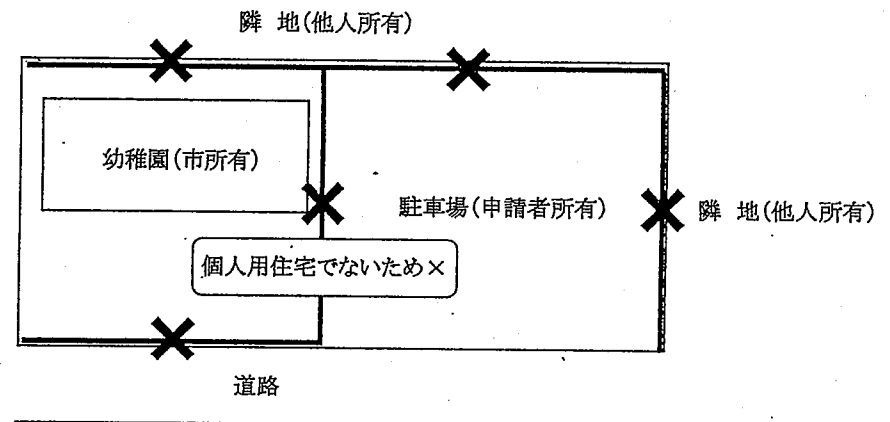 隣 地(他人所有)
幼稚園(市所有)
駐車場(申請者所有)
隣 地(他人所有)
個人用住宅でないため×
道路